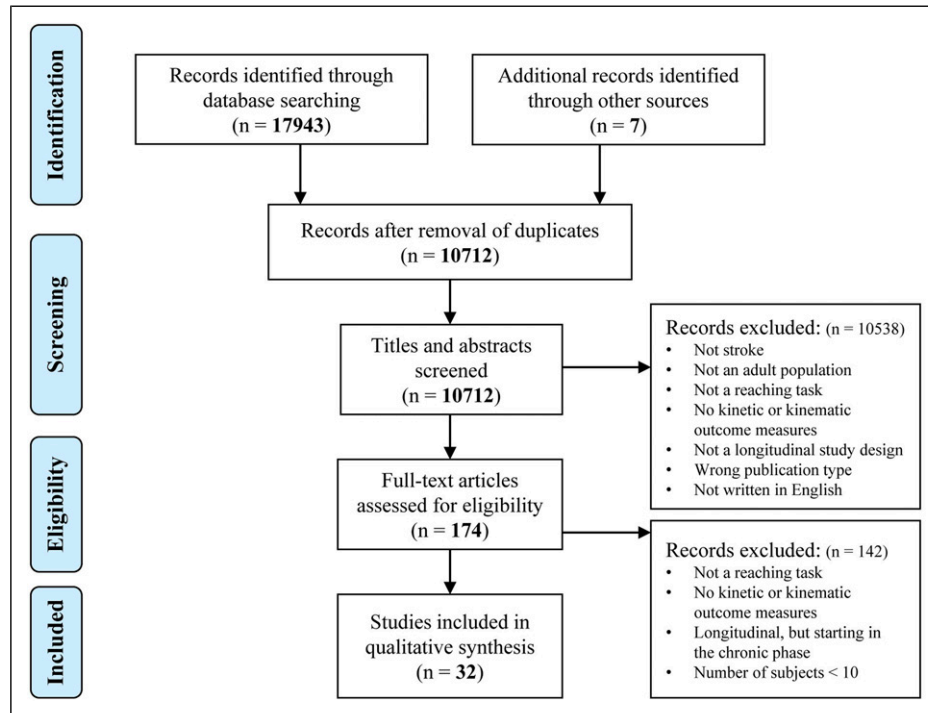 Identification
Records identified through
database searching
(n = 17943)
Additional records identified
through other sources
(n = 7)
Records after removal of duplicates
(n = 10712)
Screening
Titles and abstracts
screened
(n = 10712)
Records excluded: (n = 10538)
• Not stroke
• Not an adult population
• Not a reaching task
• No kinetic or kinematic
outcome measures
• Not a longitudinal study design
• Wrong publication type
• Not written in English
Eligibility
Full-text articles
assessed for eligibility
(n = 174)
Records excluded: (n = 142)
• Not a reaching task
• No kinetic or kinematic
outcome measures
• Longitudinal, but starting in
the chronic phase
• Number of subjects < 10
Included
Studies included in
qualitative synthesis
(n = 32)